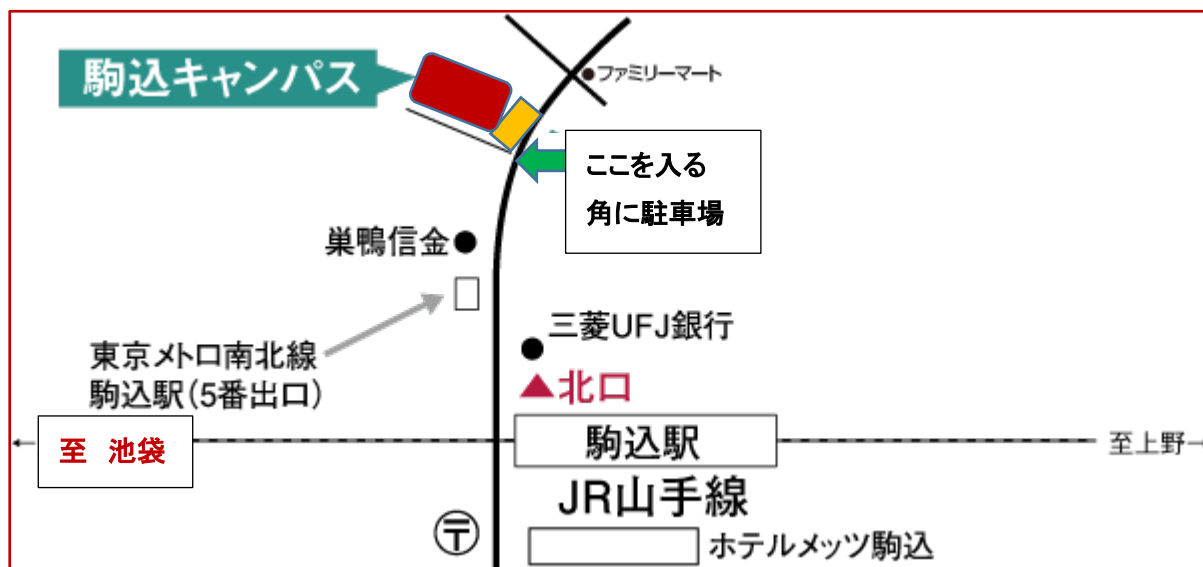 駒込キャンパス
ファミリーマート
ここを入る
角に駐車場
巣鴨信金
三菱UFJ銀行
東京メトロ南北線
駒込駅(5番出口)
▲北口
← 至 池袋
駒込駅
至上野→
JR山手線
〒
ホテルメッツ駒込